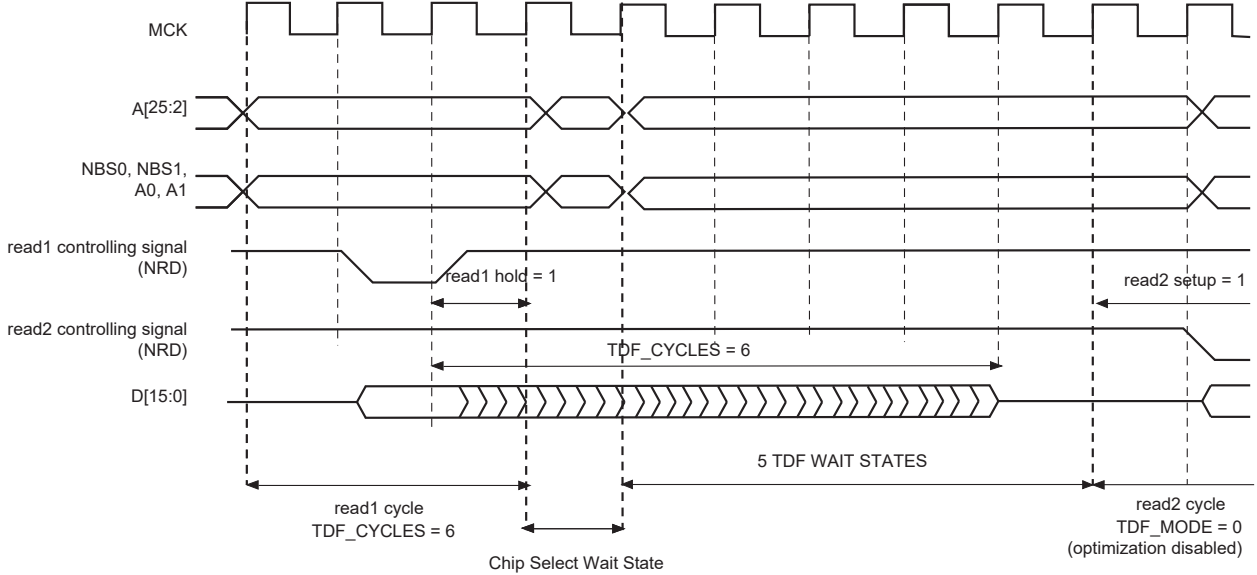 MCK
A[25:2]
NBS0, NBS1,
A0, A1
read1 controlling signal
(NRD)
read1 hold = 1
read2 setup = 1
read2 controlling signal
(NRD)
TDF_CYCLES = 6
D[15:0]
5 TDF WAIT STATES
read1 cycle
TDF_CYCLES = 6
read2 cycle
TDF_MODE = 0
(optimization disabled)
Chip Select Wait State